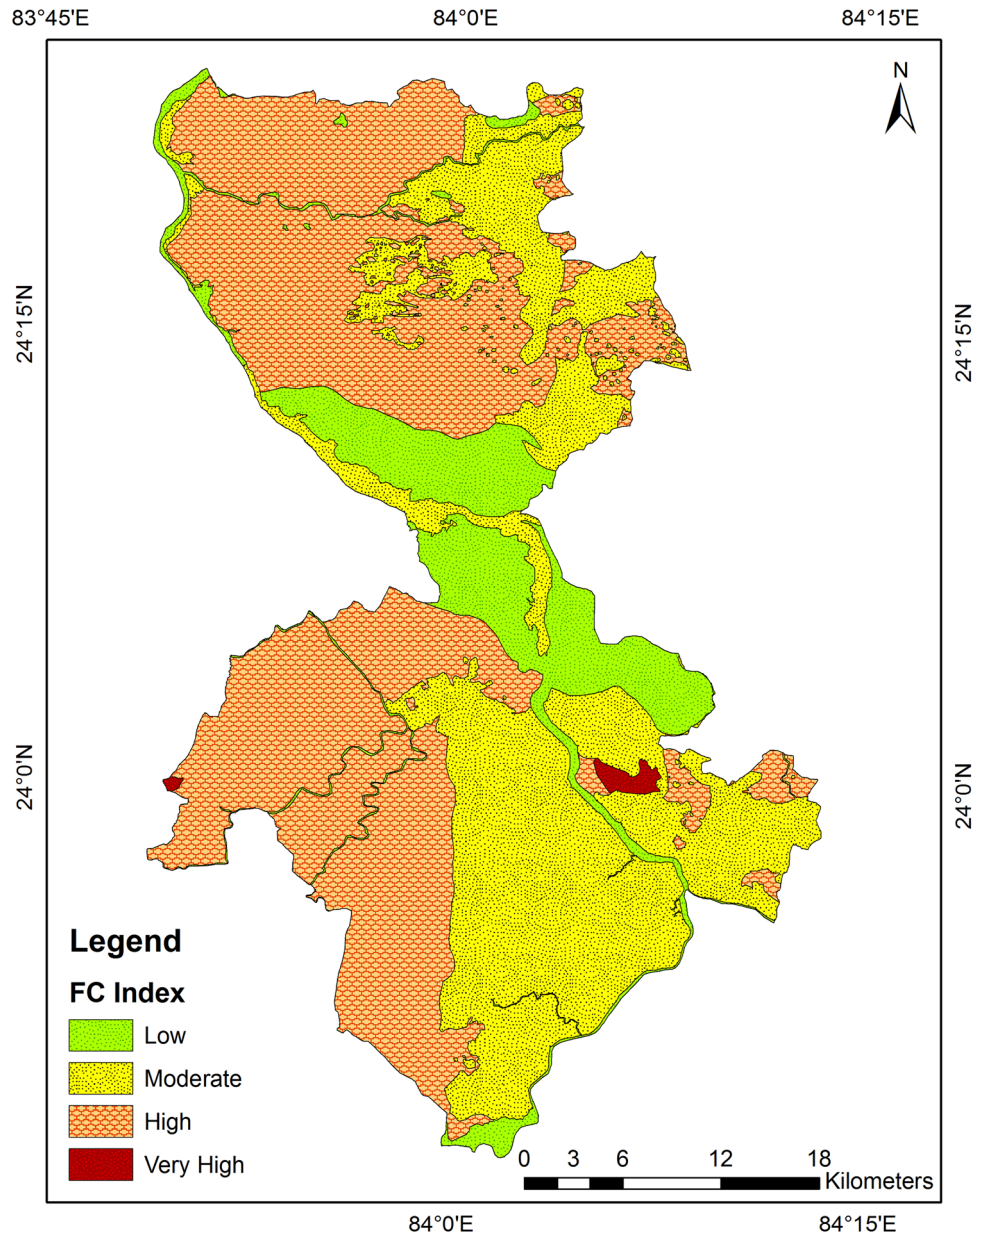 83°45'E 84°0'E 84°15'E
N
24°15'N 24°15'N
24°0'N 24°0'N
Legend
FC Index
Low
Moderate
High
Very High
0 3 6 12 18
Kilometers
84°0'E 84°15'E